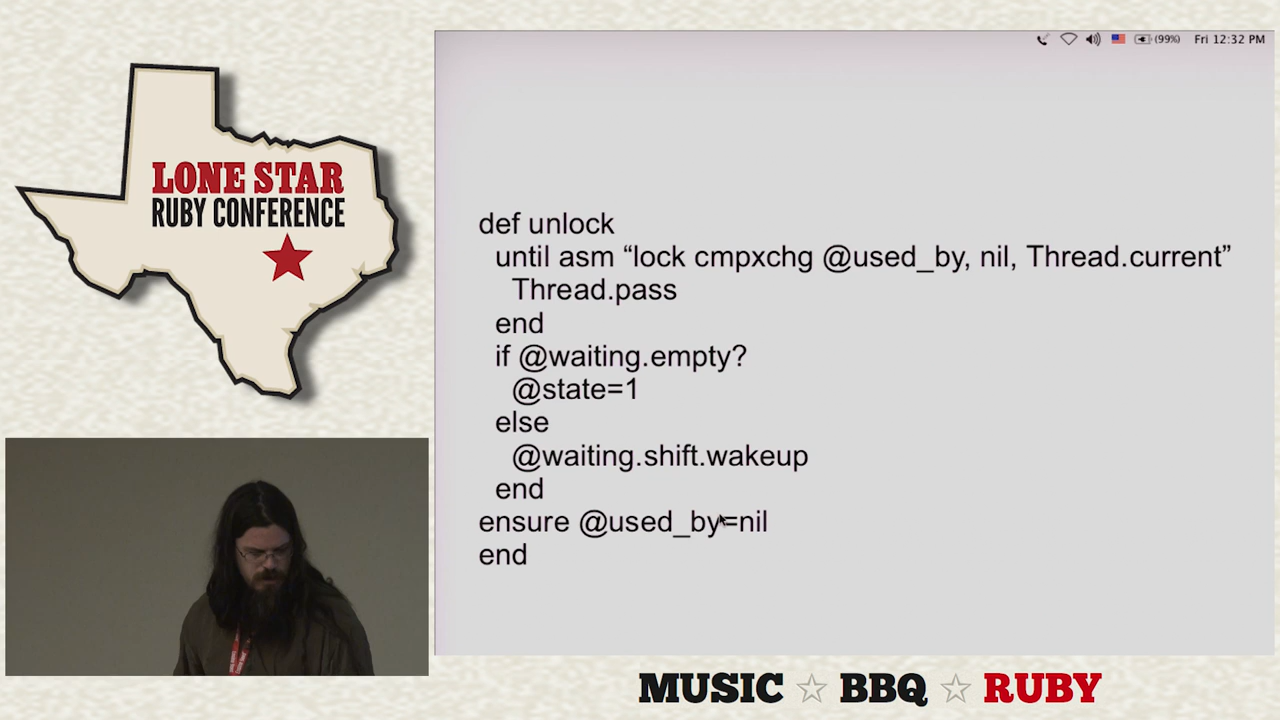 LONE STAR
RUBY CONFERENCE
(99%) Fri 12:32 PM
def unlock
until asm “lock cmpxchg @used_by, nil, Thread.current”
Thread.pass
end
if @waiting.empty?
@state=1
else
@waiting.shift.wakeup
end
ensure @used_by=nil
end
MUSIC ☆ BBQ ☆ RUBY